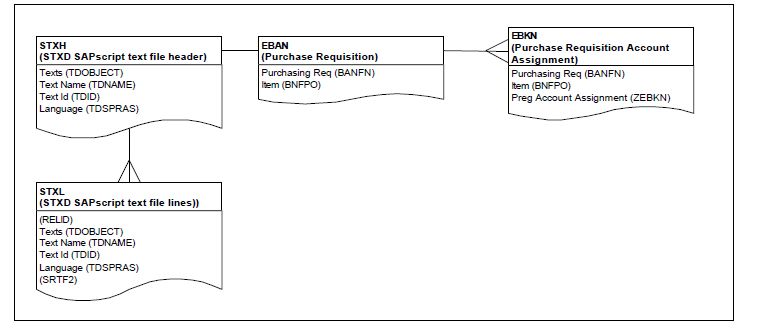 STXH
(STXD SAPscript text file header)
Texts (TDOBJECT)
Text Name (TDNAME)
Text Id (TDID)
Language (TDSPRAS)
EBAN
(Purchase Requisition)
Purchasing Req (BANFN)
Item (BNFPO)
EBKN
(Purchase Requisition Account
Assignment)
Purchasing Req (BANFN)
Item (BNFPO)
Preg Account Assignment (ZEBKN)
STXL
(STXD SAPscript text file lines))
(RELID)
Texts (TDOBJECT)
Text Name (TDNAME)
Text Id (TDID)
Language (TDSPRAS)
(SRTF2)